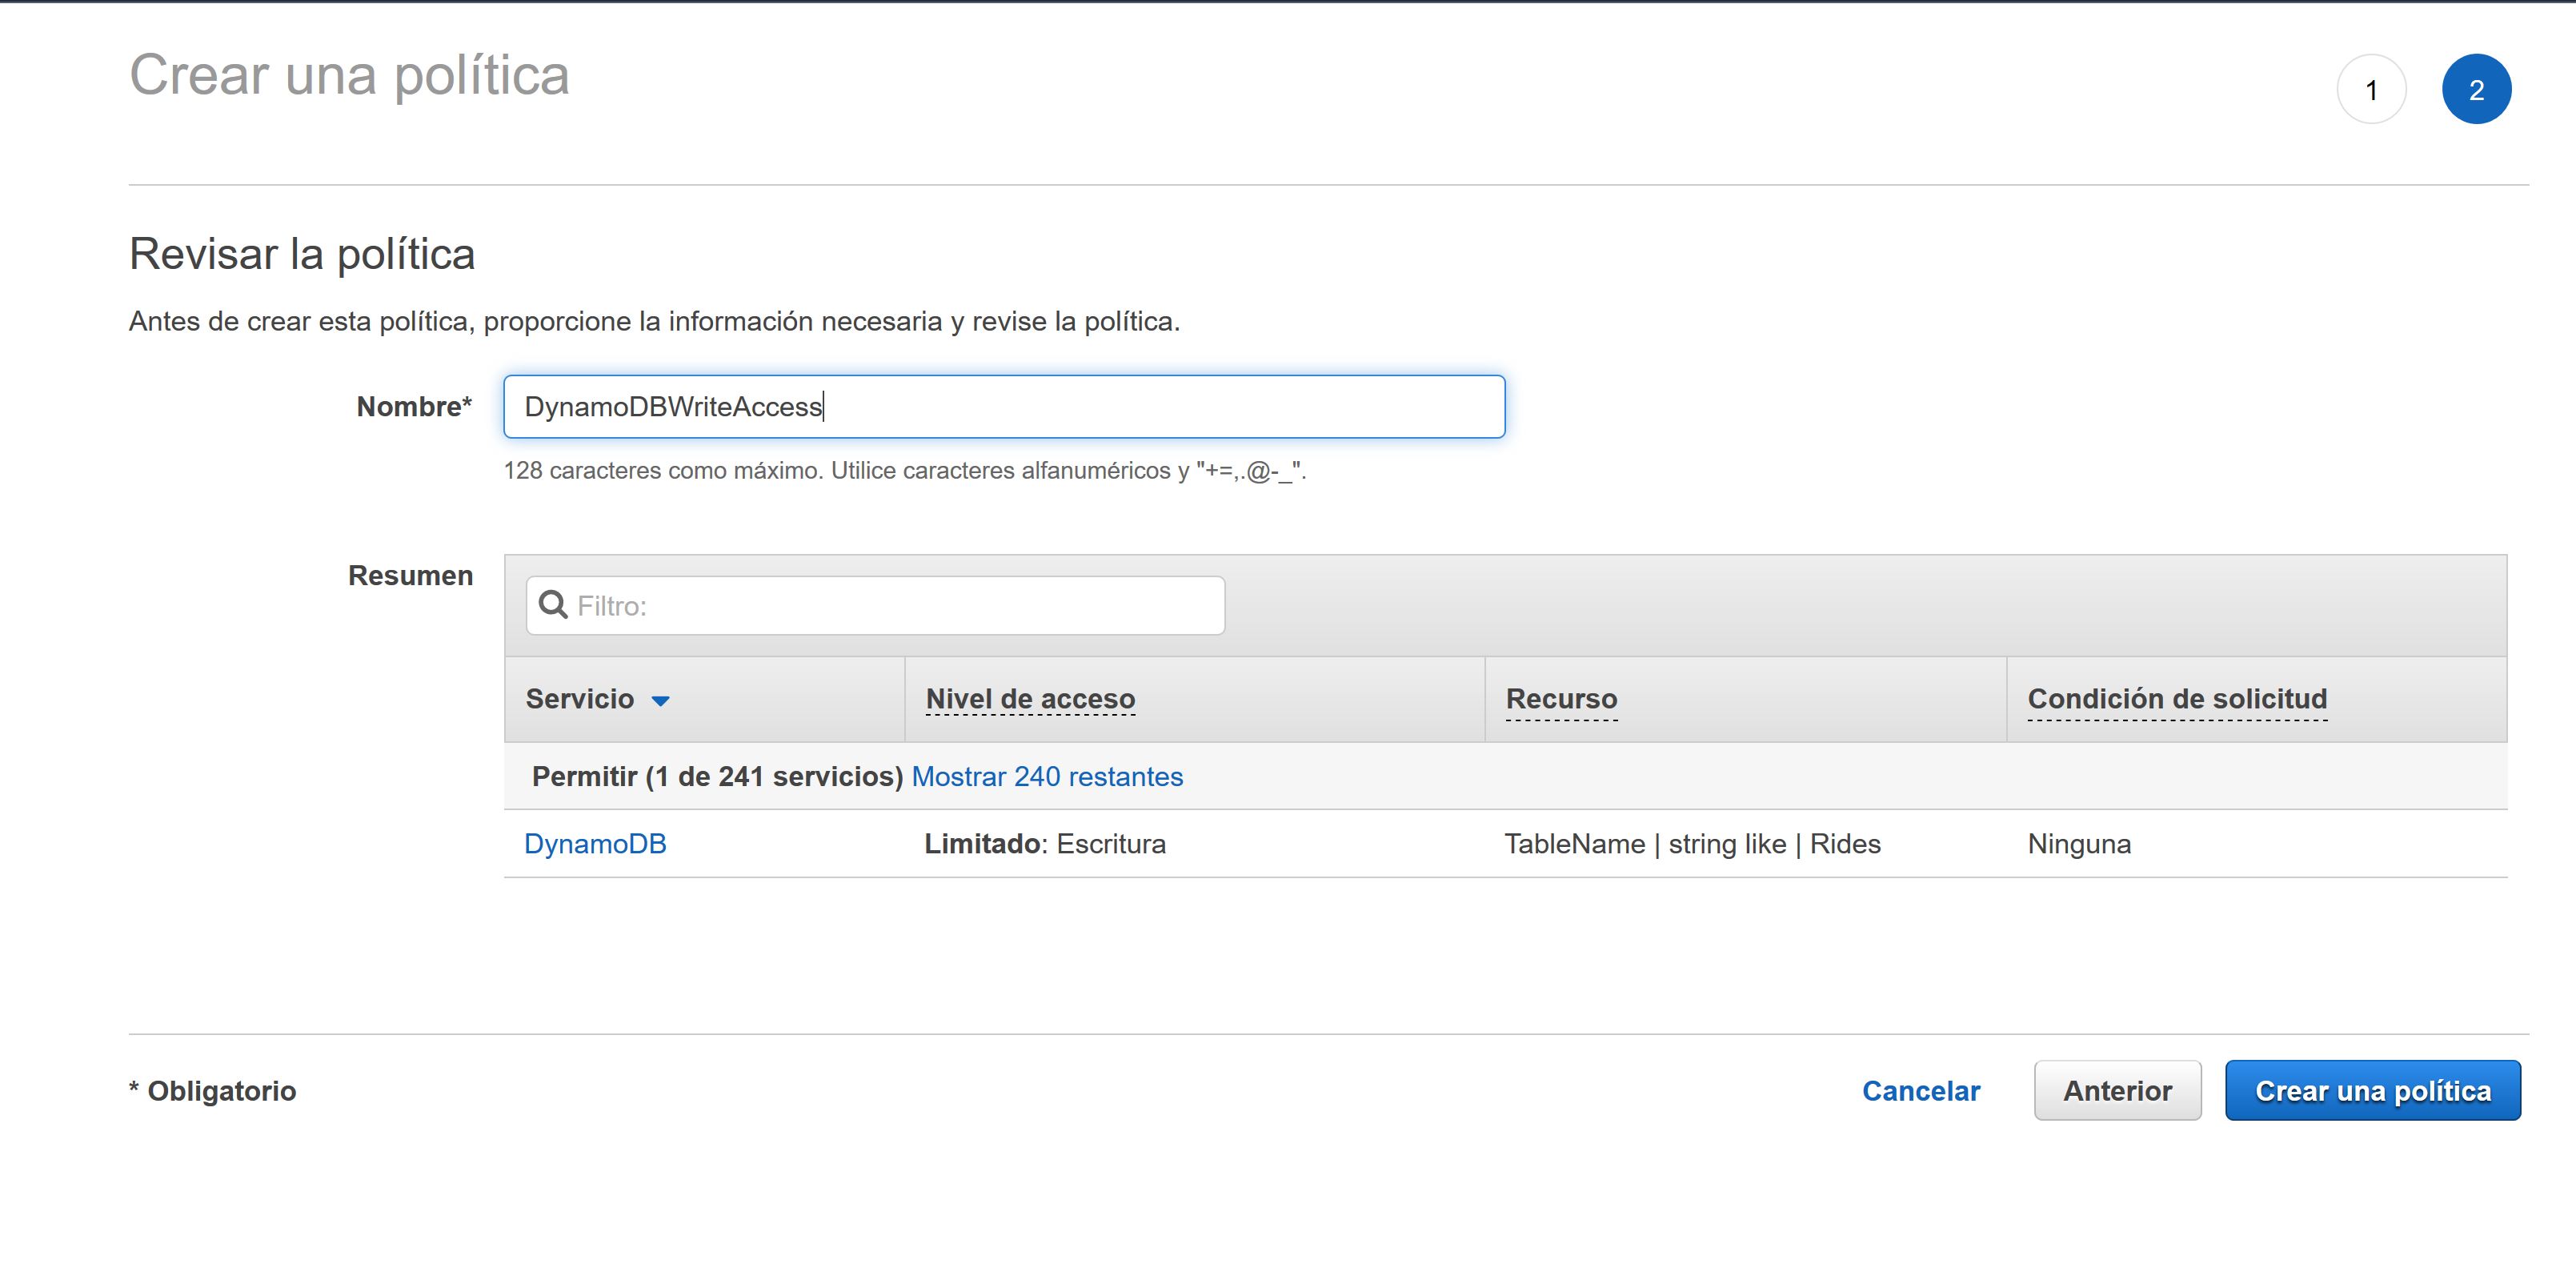 Crear una política
1
2
Revisar la política
Antes de crear esta política, proporcione la información necesaria y revise la política.
Nombre* DynamoDBWriteAccess
128 caracteres como máximo. Utilice caracteres alfanuméricos y "+=,.@-_".
Resumen
Filtro:
Servicio Nivel de acceso Recurso Condición de solicitud
Permitir (1 de 241 servicios) Mostrar 240 restantes
DynamoDB Limitado: Escritura TableName | string like | Rides Ninguna
* Obligatorio Cancelar Anterior Crear una política